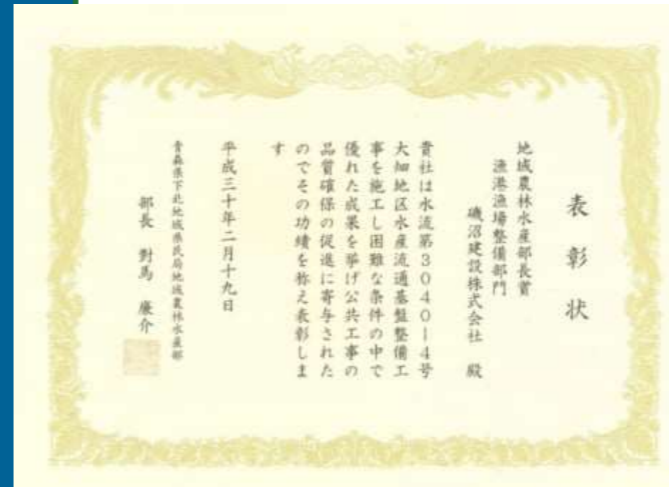 表彰状
地域農林水産部長賞
漁港漁場整備部門
磯沼建設株式会社 殿
貴社は水流第3040ー4号
大畑地区水産流通基盤整備工
事を施工し困難な条件の中で
優れた成果を挙げ公共工事の
品質確保の促進に寄与された
のでその功績を称え表彰しま
す
平成三十年二月十九日
青森県下北地域県民局地域農林水産部
部長 對馬 廉介